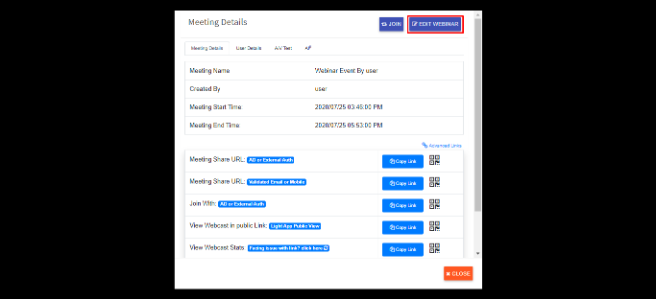 Meeting Details
JOIN
EDIT WEBINAR
Meeting Details User Details A/V Test
Meeting Name Webinar Event By user
Created By user
Meeting Start Time 2020/07/25 03:45:00 PM
Meeting End Time 2020/07/25 05:53:00 PM
Advanced Links
Meeting Share URL: AD or External Auth Copy Link
Meeting Share URL: Validated Email or Mobile Copy Link
Join With: AD or External Auth Copy Link
View Webcast in public Link: Light App Public View Copy Link
View Webcast Stats Facing issue with link? click here Copy Link
CLOSE